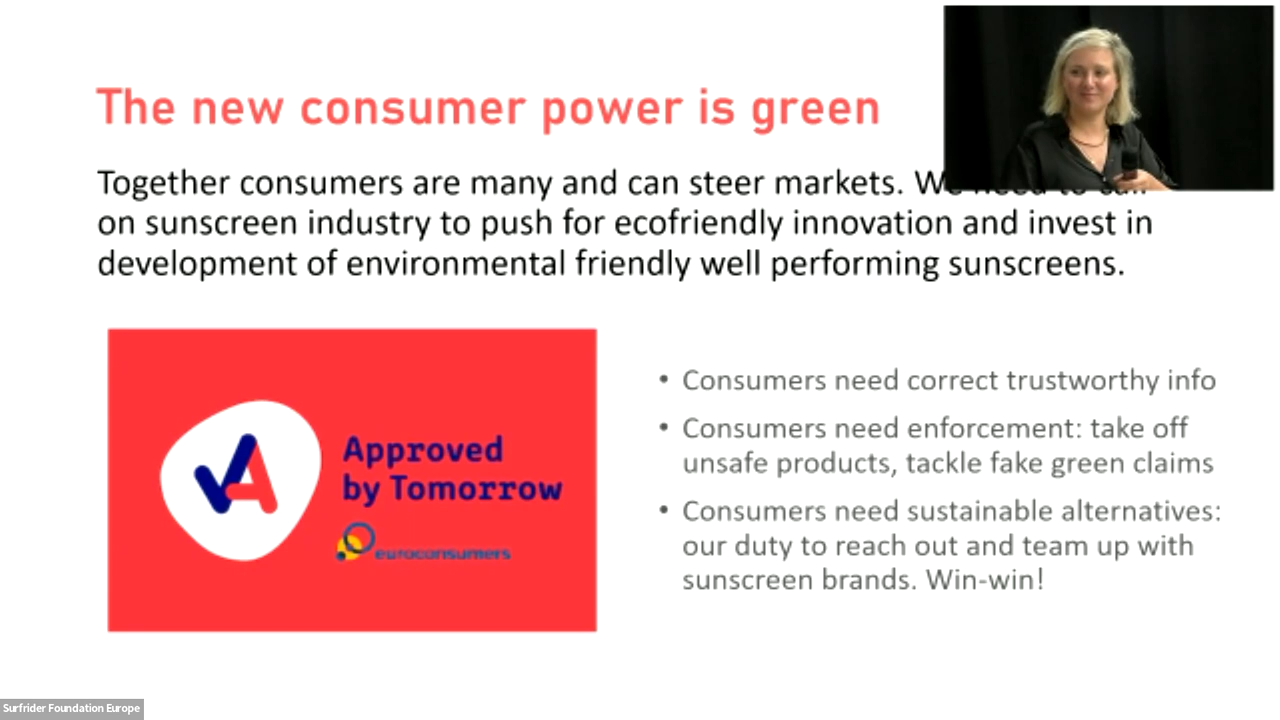 The new consumer power is green
Together consumers are many and can steer markets.
on sunscreen industry to push for ecofriendly innovation and invest in
development of environmental friendly well performing sunscreens.
• Consumers need correct trustworthy info
Approved
by Tomorrow
euroconsumers
• Consumers need enforcement: take off
unsafe products, tackle fake green claims
• Consumers need sustainable alternatives:
our duty to reach out and team up with
sunscreen brands. Win-win!
Surfrider Foundation Europe